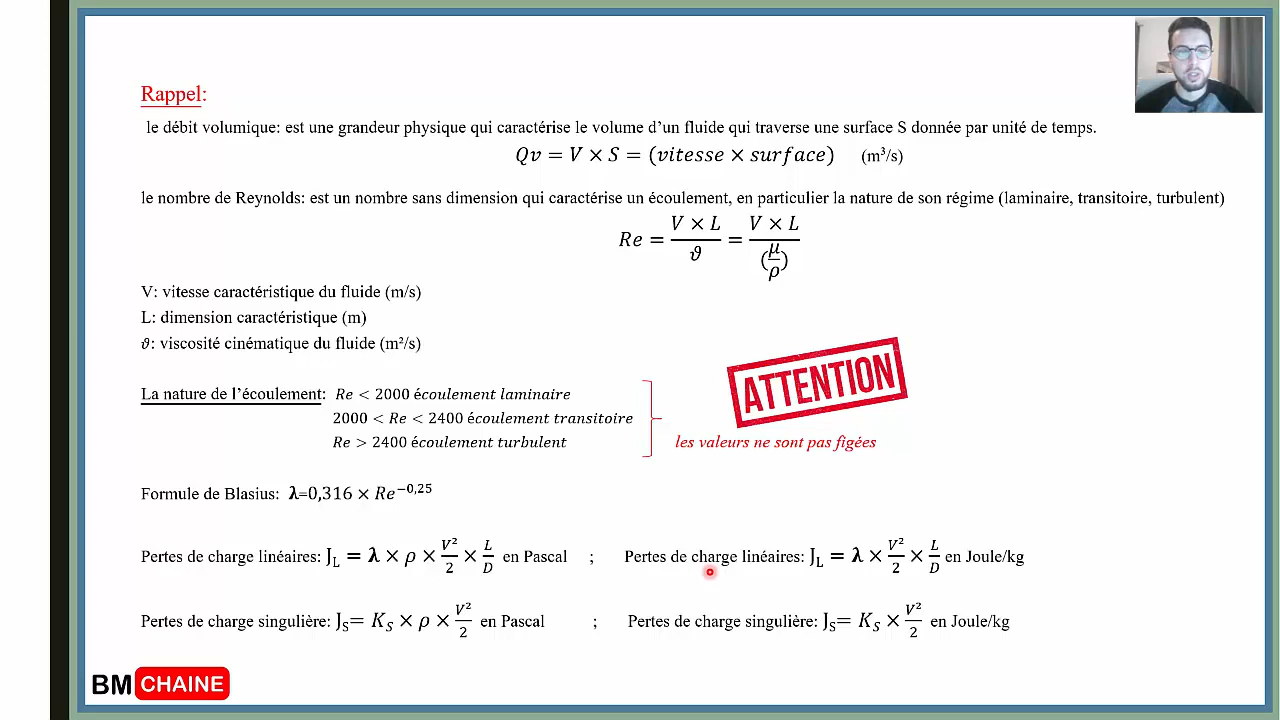 Rappel:
le débit volumique: est une grandeur physique qui caractérise le volume d'un fluide qui traverse une surface S donnée par unité de temps.
Qv = V × S = (vitesse × surface) (m³/s)
le nombre de Reynolds: est un nombre sans dimension qui caractérise un écoulement, en particulier la nature de son régime (laminaire, transitoire, turbulent)
Re = (V × L)/ϑ = (V × L)/(μ/ρ)
V: vitesse caractéristique du fluide (m/s)
L: dimension caractéristique (m)
ϑ: viscosité cinématique du fluide (m²/s)
ATTENTION
La nature de l'écoulement: Re < 2000 écoulement laminaire
2000 < Re < 2400 écoulement transitoire
Re > 2400 écoulement turbulent
les valeurs ne sont pas figées
Formule de Blasius: λ=0,316 × Re^−0,25
Pertes de charge linéaires: J_L = λ × ρ × V²/2 × L/D en Pascal ; Pertes de charge linéaires: J_L = λ × V²/2 × L/D en Joule/kg
Pertes de charge singulière: J_S= K_S × ρ × V²/2 en Pascal ; Pertes de charge singulière: J_S= K_S × V²/2 en Joule/kg
BM CHAINE